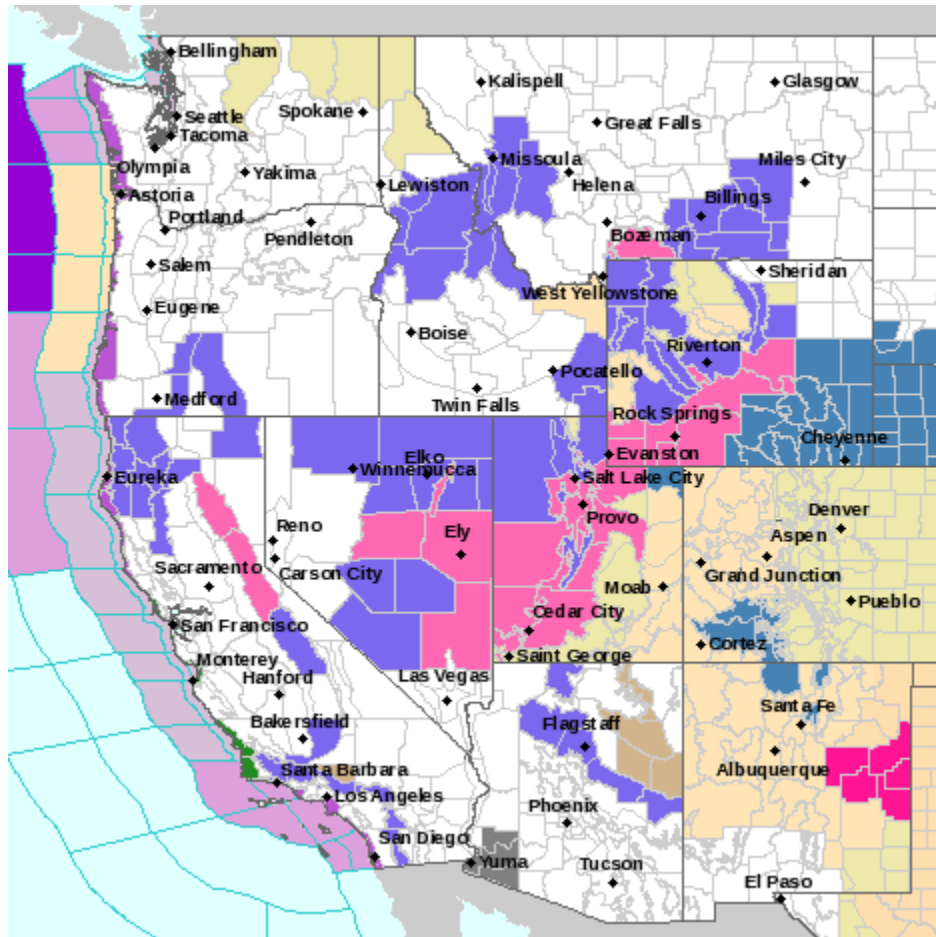 Bellingham
Kalispell
Glasgow
Spokane
Seattle
Great Falls
Tacoma
Olympia
Missoula
Miles City
Yakima
Helena
Lewiston
Astoria
Billings
Portland
Pendleton
Bozeman
Salem
Sheridan
West Yellowstone
Eugene
Boise
Riverton
Pocatello
Medford
Twin Falls
Rock Springs
Cheyenne
Elko
Evanston
Winnemucca
Eureka
Salt Lake City
Provo
Denver
Reno
Ely
Aspen
Sacramento
Carson City
Grand Junction
Moab
Pueblo
Cedar City
San Francisco
Cortez
Saint George
Monterey
Las Vegas
Hanford
Santa Fe
Bakersfield
Flagstaff
Albuquerque
Santa Barbara
Los Angeles
Phoenix
San Diego
Yuma
Tucson
El Paso